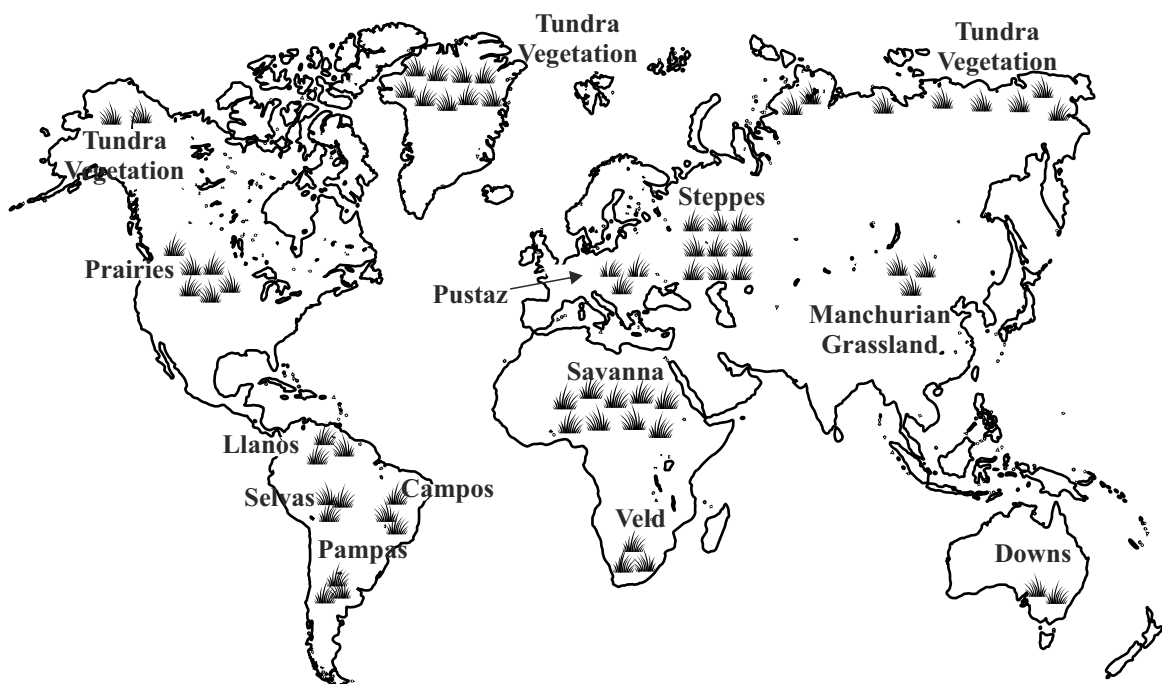 Tundra
Vegetation
Tundra
Vegetation
Tundra
Vegetation
Steppes
Prairies
Pustaz
Manchurian
Grassland
Savanna
Llanos
Selvas
Campos
Veld
Pampas
Downs